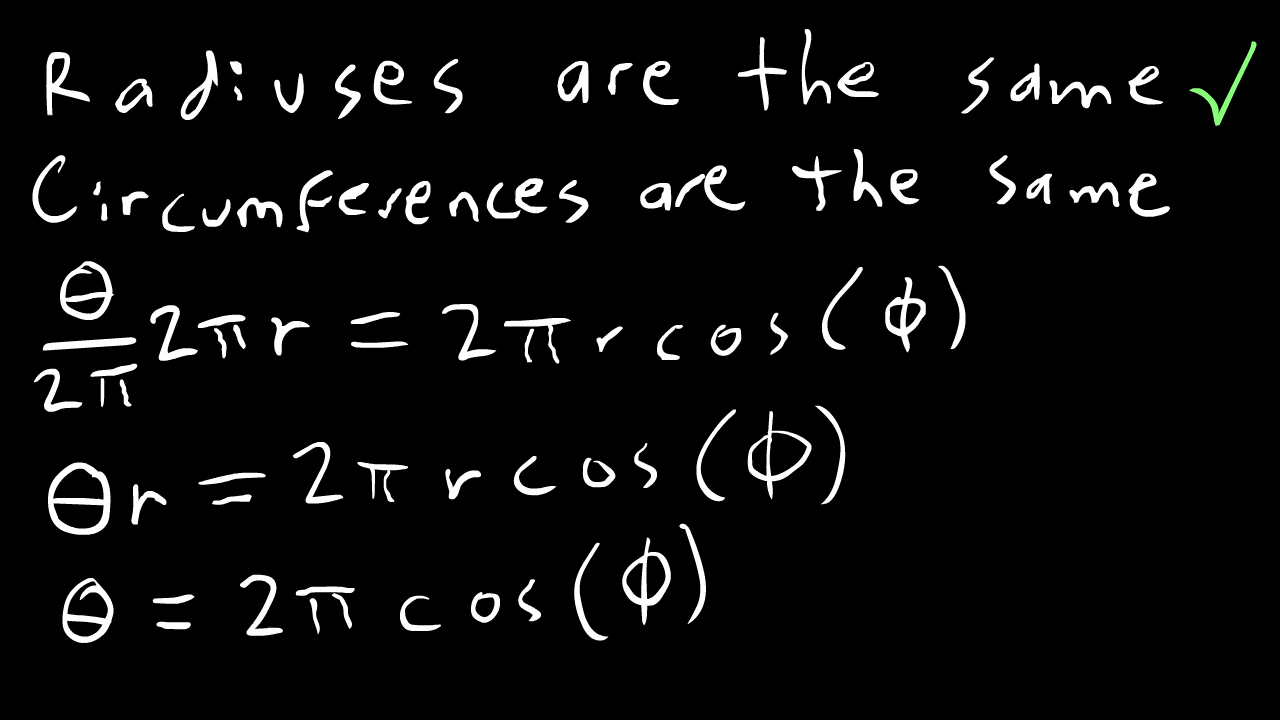 Radiuses are the same ✓
Circumferences are the same
θ/2π 2πr = 2πr cos(ϕ)
θr = 2πr cos(ϕ)
θ = 2π cos(ϕ)